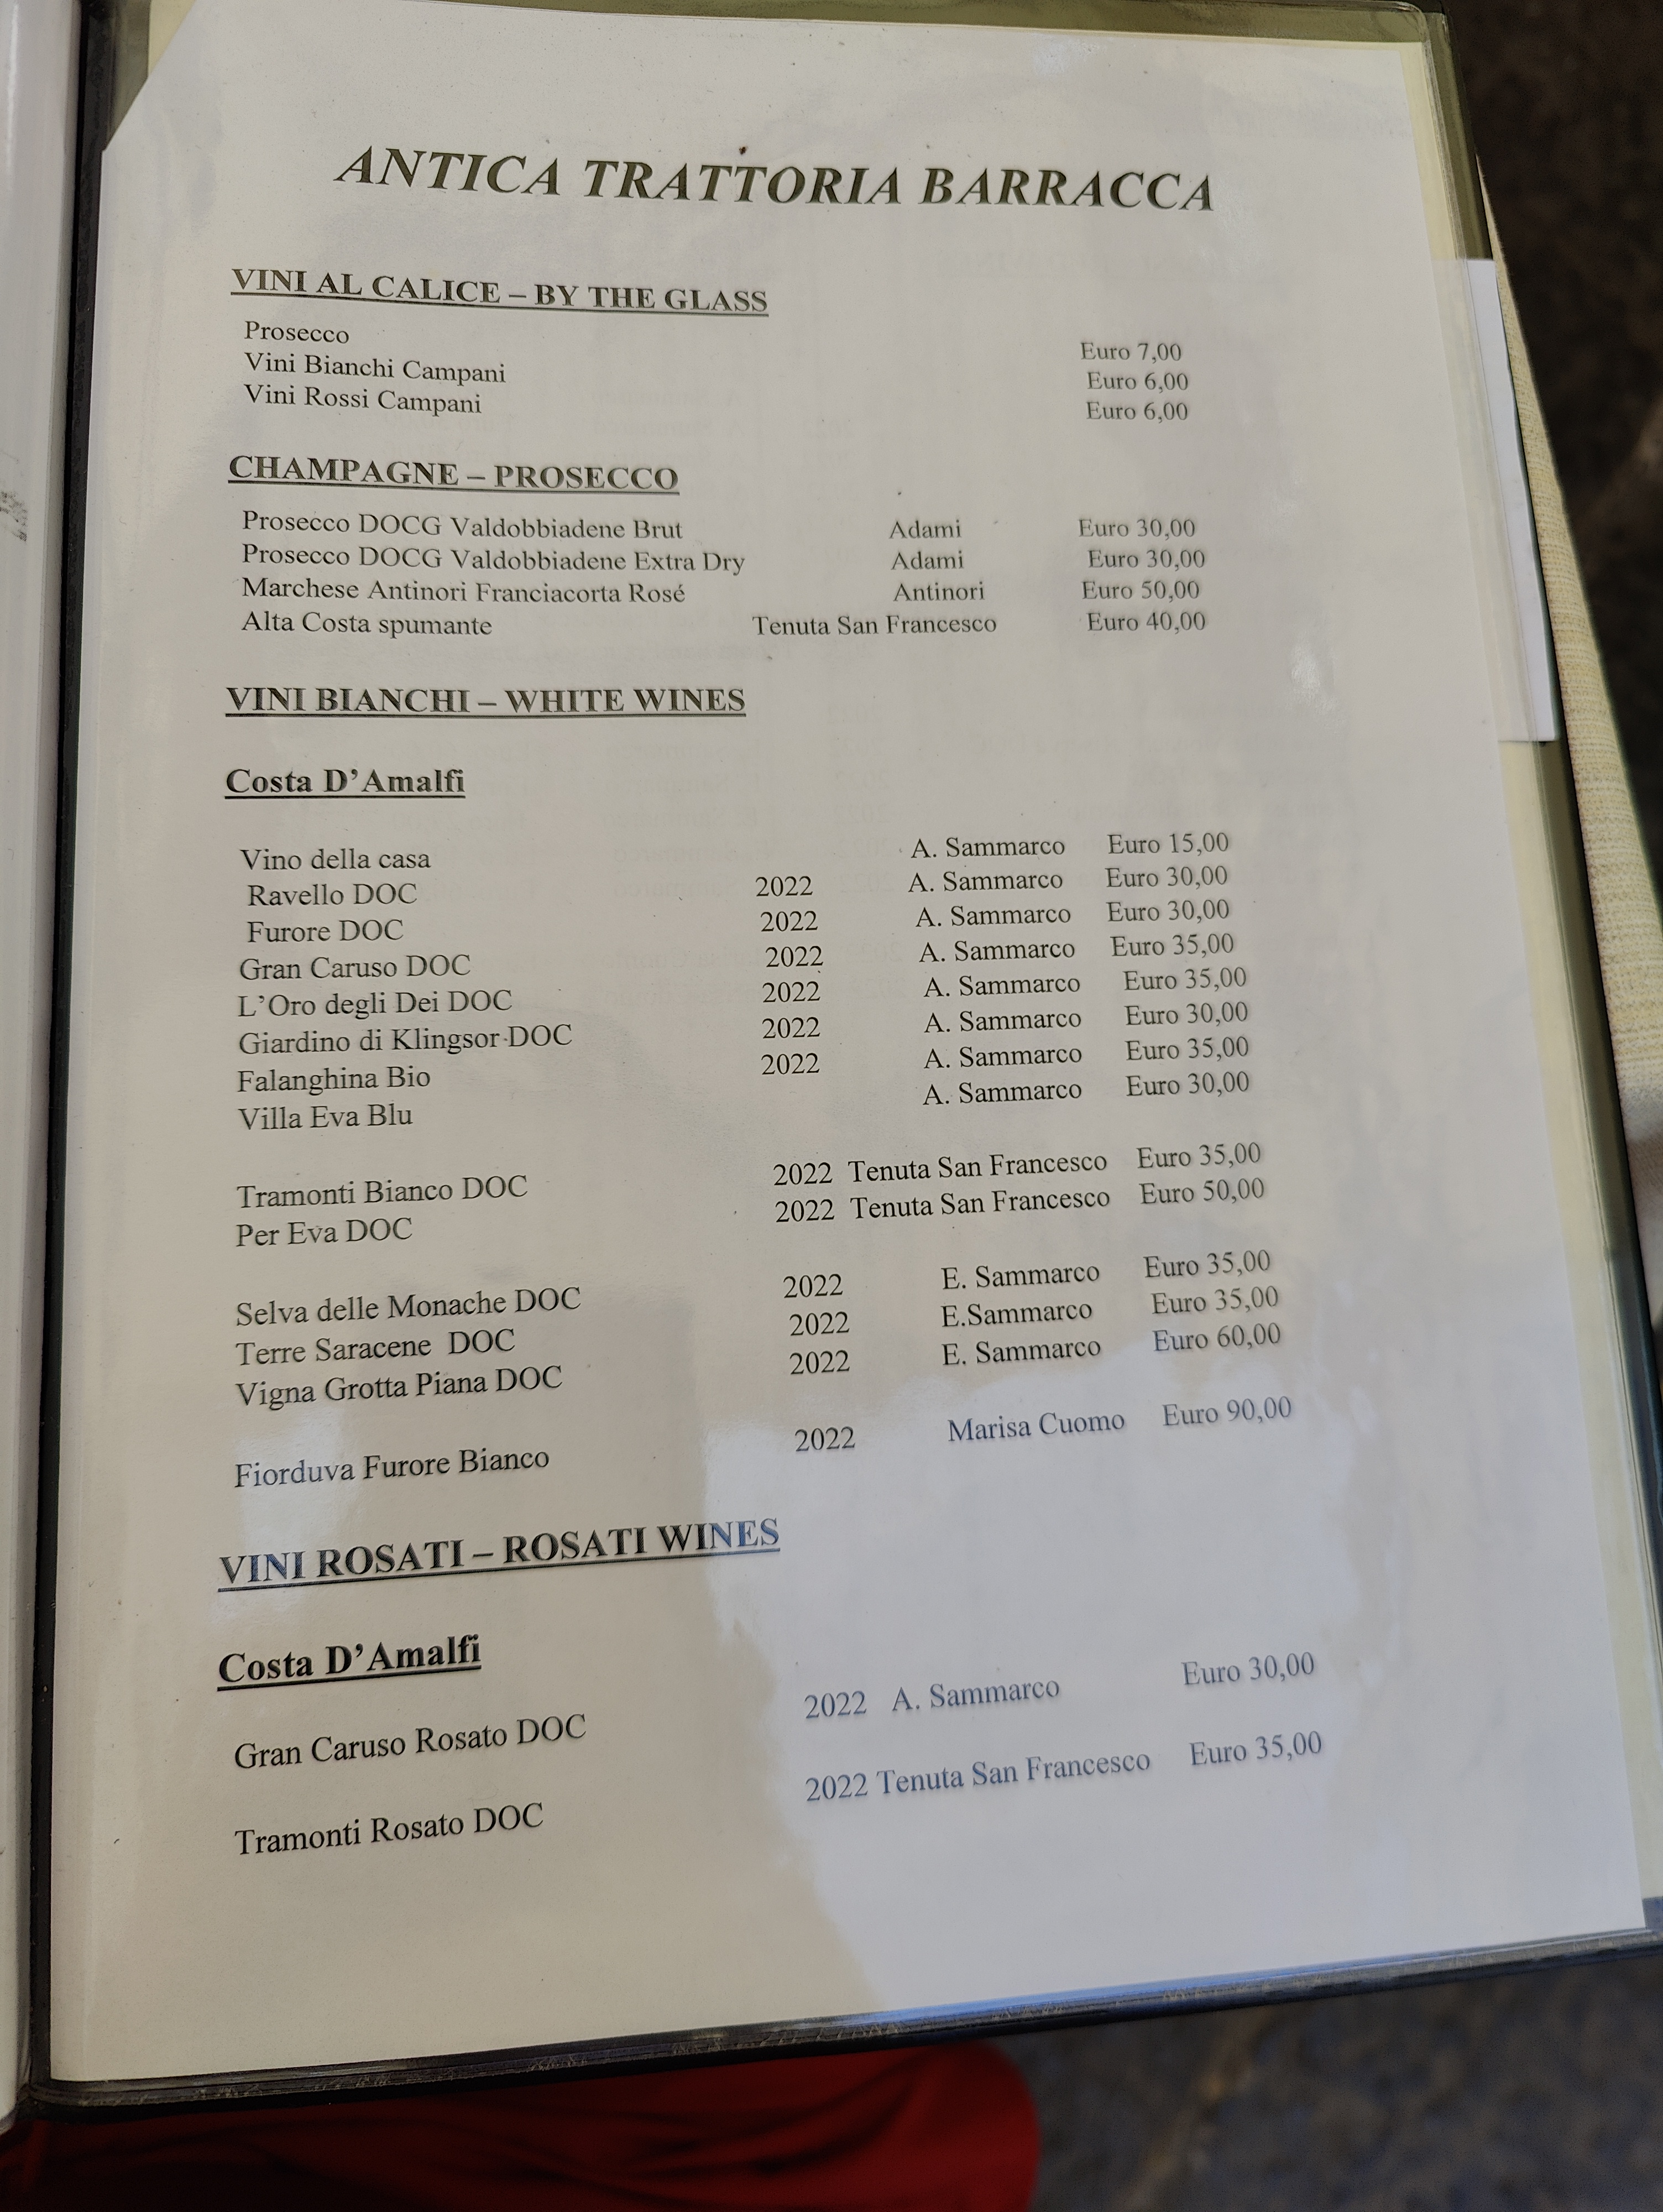 ANTICA TRATTORIA BARRACCA
VINI AL CALICE – BY THE GLASS
Prosecco Euro 7,00
Vini Bianchi Campani Euro 6,00
Vini Rossi Campani Euro 6,00
CHAMPAGNE – PROSECCO
Prosecco DOCG Valdobbiadene Brut Adami Euro 30,00
Prosecco DOCG Valdobbiadene Extra Dry Adami Euro 30,00
Marchese Antinori Franciacorta Rosé Antinori Euro 50,00
Alta Costa spumante Tenuta San Francesco Euro 40,00
VINI BIANCHI – WHITE WINES
Costa D’Amalfi
Vino della casa A. Sammarco Euro 15,00
Ravello DOC 2022 A. Sammarco Euro 30,00
Furore DOC 2022 A. Sammarco Euro 30,00
Gran Caruso DOC 2022 A. Sammarco Euro 35,00
L’Oro degli Dei DOC 2022 A. Sammarco Euro 35,00
Giardino di Klingsor DOC 2022 A. Sammarco Euro 30,00
Falanghina Bio 2022 A. Sammarco Euro 35,00
Villa Eva Blu A. Sammarco Euro 30,00
Tramonti Bianco DOC 2022 Tenuta San Francesco Euro 35,00
Per Eva DOC 2022 Tenuta San Francesco Euro 50,00
Selva delle Monache DOC 2022 E. Sammarco Euro 35,00
Terre Saracene DOC 2022 E.Sammarco Euro 35,00
Vigna Grotta Piana DOC 2022 E. Sammarco Euro 60,00
Fiorduva Furore Bianco 2022 Marisa Cuomo Euro 90,00
VINI ROSATI – ROSATI WINES
Costa D’Amalfi
Gran Caruso Rosato DOC 2022 A. Sammarco Euro 30,00
Tramonti Rosato DOC 2022 Tenuta San Francesco Euro 35,00